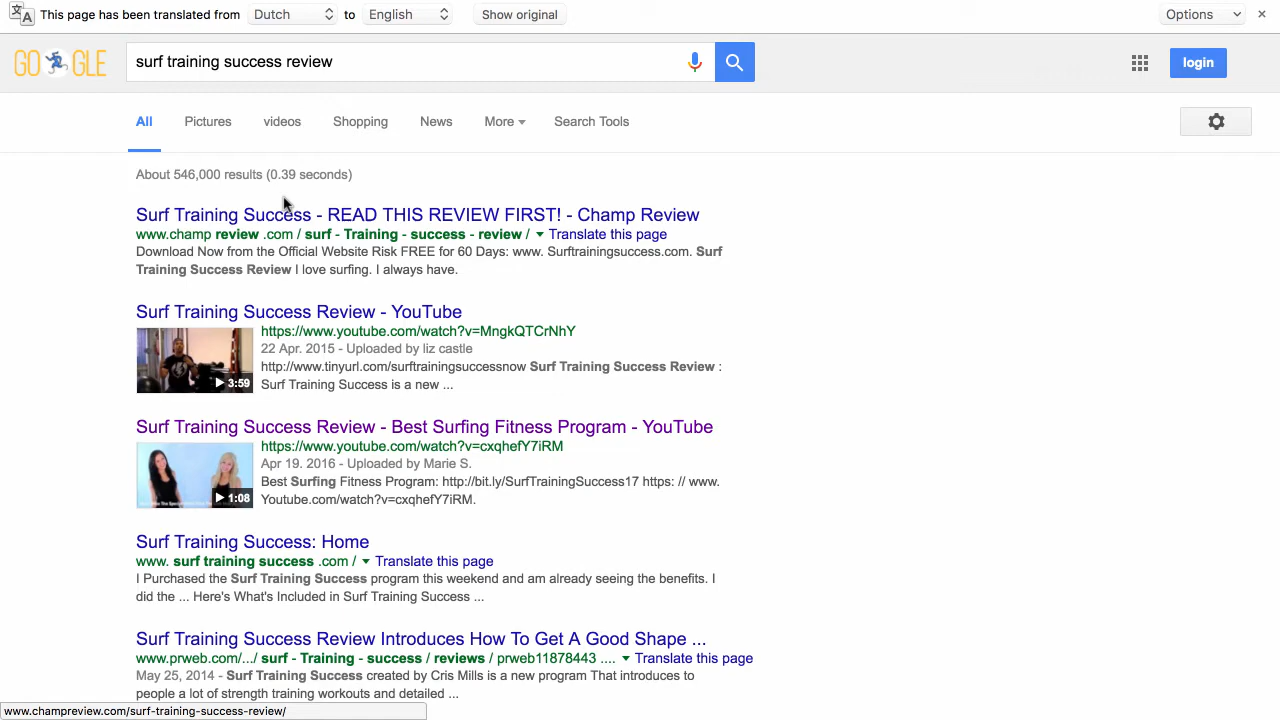 This page has been translated from Dutch to English Show original Options
GO GLE surf training success review login
All Pictures videos Shopping News More Search Tools
About 546,000 results (0.39 seconds)
Surf Training Success - READ THIS REVIEW FIRST! - Champ Review
www.champ review .com / surf - Training - success - review / Translate this page
Download Now from the Official Website Risk FREE for 60 Days: www. Surftrainingsuccess.com. Surf
Training Success Review I love surfing. I always have.
Surf Training Success Review - YouTube
https://www.youtube.com/watch?v=MngkQTCrNhY
22 Apr. 2015 - Uploaded by liz castle
http://www.tinyurl.com/surftrainingsuccessnow Surf Training Success Review :
Surf Training Success is a new ...
3:59
Surf Training Success Review - Best Surfing Fitness Program - YouTube
https://www.youtube.com/watch?v=cxqhefY7iRM
Apr 19. 2016 - Uploaded by Marie S.
Best Surfing Fitness Program: http://bit.ly/SurfTrainingSuccess17 https: // www.
Youtube.com/watch?v=cxqhefY7iRM.
1:08
Surf Training Success: Home
www. surf training success .com / Translate this page
I Purchased the Surf Training Success program this weekend and am already seeing the benefits. I
did the ... Here's What's Included in Surf Training Success ...
Surf Training Success Review Introduces How To Get A Good Shape ...
www.prweb.com/.../ surf - Training - success / reviews / prweb11878443 .... Translate this page
May 25, 2014 - Surf Training Success created by Cris Mills is a new program That introduces to
people a lot of strength training workouts and detailed ...
www.champreview.com/surf-training-success-review/